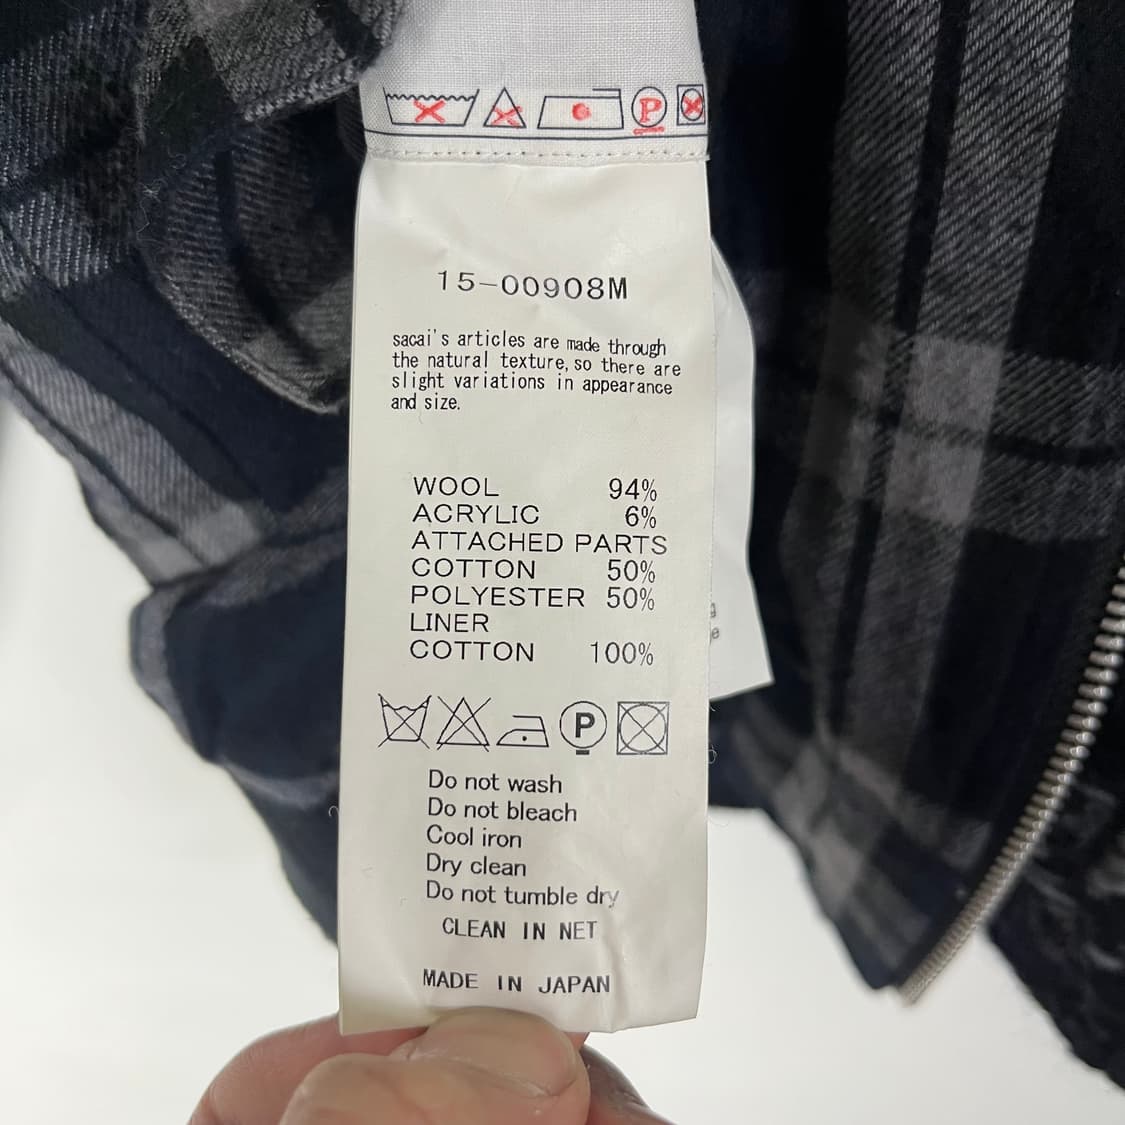 P
15-00908M
sacai's articles are made through
the natural texture, so there are
slight variations in appearance
and size.
WOOL 94%
ACRYLIC 6%
ATTACHED PARTS
COTTON 50%
POLYESTER 50%
LINER
COTTON 100%
P
Do not wash
Do not bleach
Cool iron
Dry clean
Do not tumble dry
CLEAN IN NET
MADE IN JAPAN